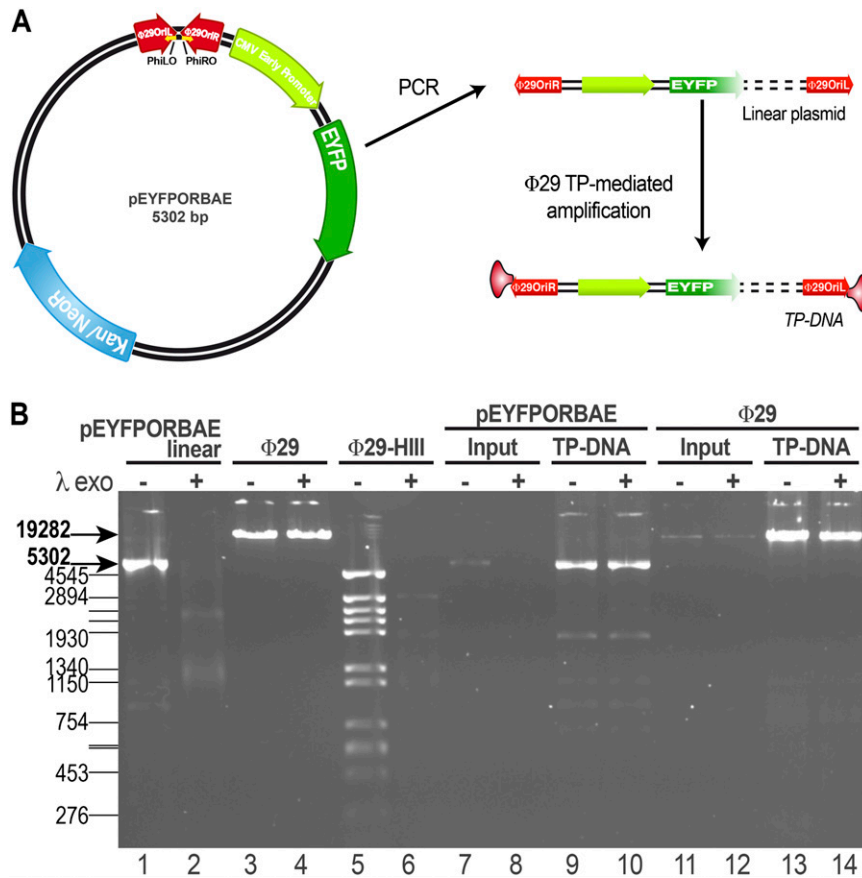 A
Φ29OriL
Φ29OriR
PhiLO
PhiRO
CMV Early Promoter
EYFP
Kan/ NeoR
pEYFPORBAE
5302 bp
PCR
Φ29OriR
EYFP
Φ29OriL
Linear plasmid
Φ29 TP-mediated
amplification
Φ29OriR
EYFP
Φ29OriL
TP-DNA
B
pEYFPORBAE
linear
Φ29
Φ29-HIII
pEYFPORBAE
Input
TP-DNA
Φ29
Input
TP-DNA
λ exo - + - + - + - + - + - + - +
19282
5302
4545
2894
1930
1340
1150
754
453
276
1 2 3 4 5 6 7 8 9 10 11 12 13 14